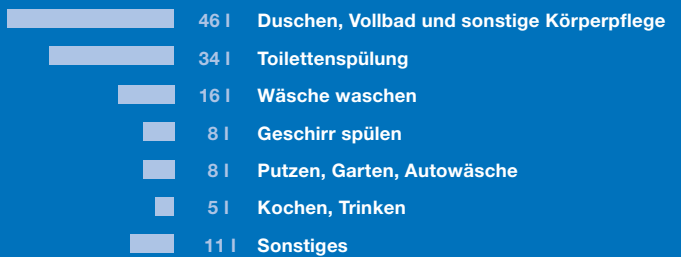 46 l Duschen, Vollbad und sonstige Körperpflege
34 l Toilettenspülung
16 l Wäsche waschen
8 l Geschirr spülen
8 l Putzen, Garten, Autowäsche
5 l Kochen, Trinken
11 l Sonstiges